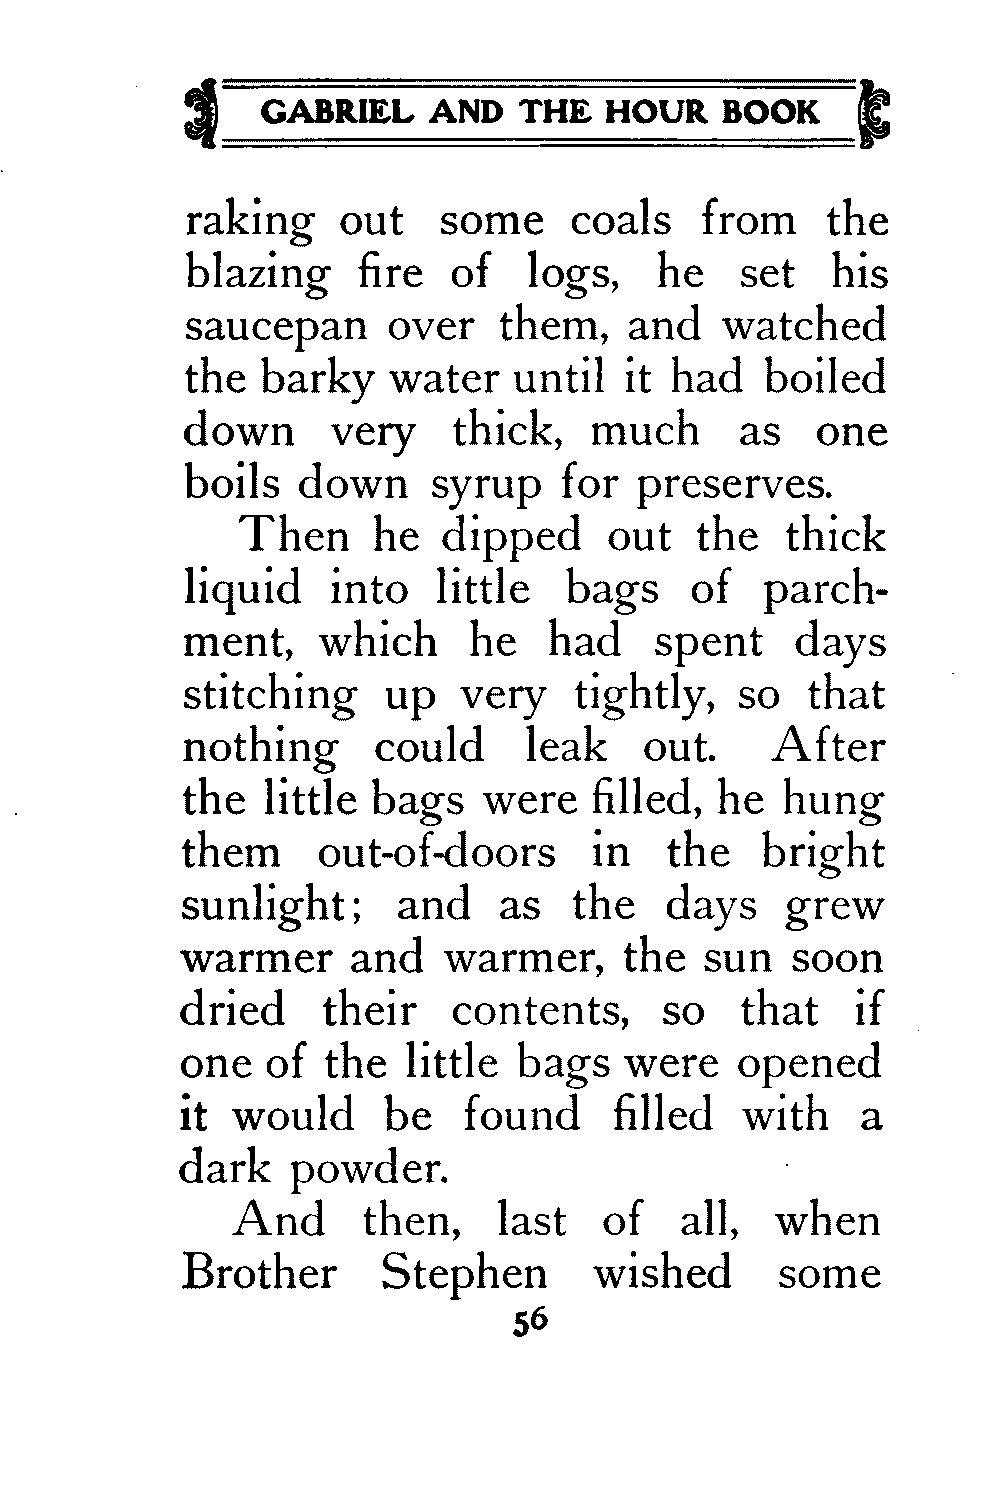 GABRIEL AND THE HOUR BOOK
raking out some coals from the
blazing fire of logs, he set his
saucepan over them, and watched
the barky water until it had boiled
down very thick, much as one
boils down syrup for preserves.
Then he dipped out the thick
liquid into little bags of parch-
ment, which he had spent days
stitching up very tightly, so that
nothing could leak out. After
the little bags were filled, he hung
them out-of-doors in the bright
sunlight; and as the days grew
warmer and warmer, the sun soon
dried their contents, so that if
one of the little bags were opened
it would be found filled with a
dark powder.
And then, last of all, when
Brother Stephen wished some
56